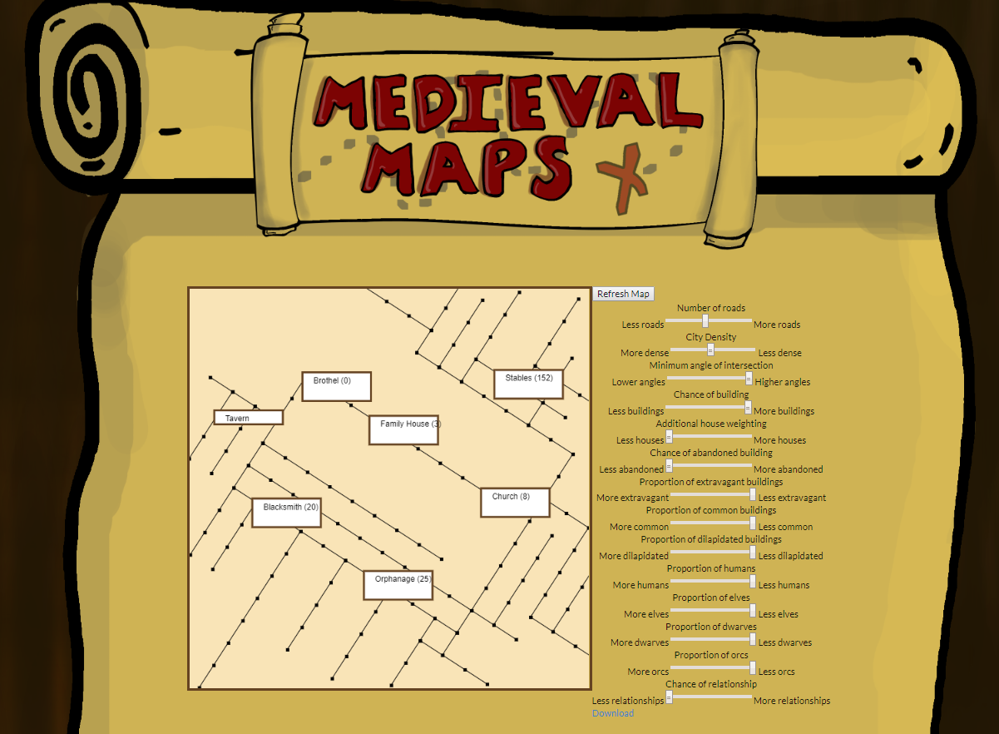 MEDIEVAL
MAPS
Refresh Map
Number of roads
Less roads More roads
City Density
More dense Less dense
Minimum angle of intersection
Lower angles Higher angles
Chance of building
Less buildings More buildings
Additional house weighting
Less houses More houses
Chance of abandoned building
Less abandoned More abandoned
Proportion of extravagant buildings
More extravagant Less extravagant
Proportion of common buildings
More common Less common
Proportion of dilapidated buildings
More dilapidated Less dilapidated
Proportion of humans
More humans Less humans
Proportion of elves
More elves Less elves
Proportion of dwarves
More dwarves Less dwarves
Proportion of orcs
More orcs Less orcs
Chance of relationship
Less relationships More relationships
Download
Brothel (0)
Stables (152)
Tavern
Family House (3)
Church (8)
Blacksmith (20)
Orphanage (25)